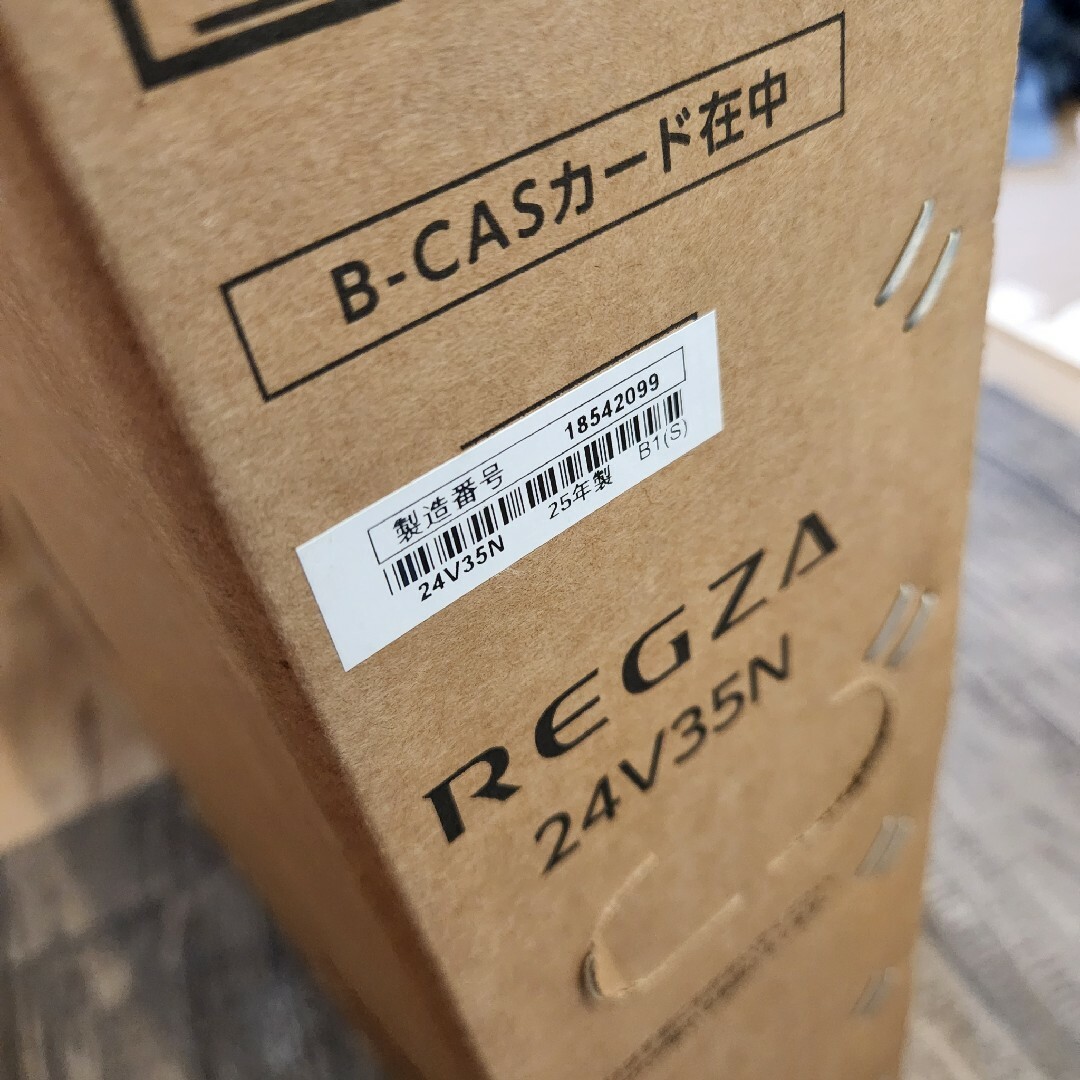 B-CASカード在中
製造番号 18542099
24V35N 25年製 B1(S)
REGZA
24V35N